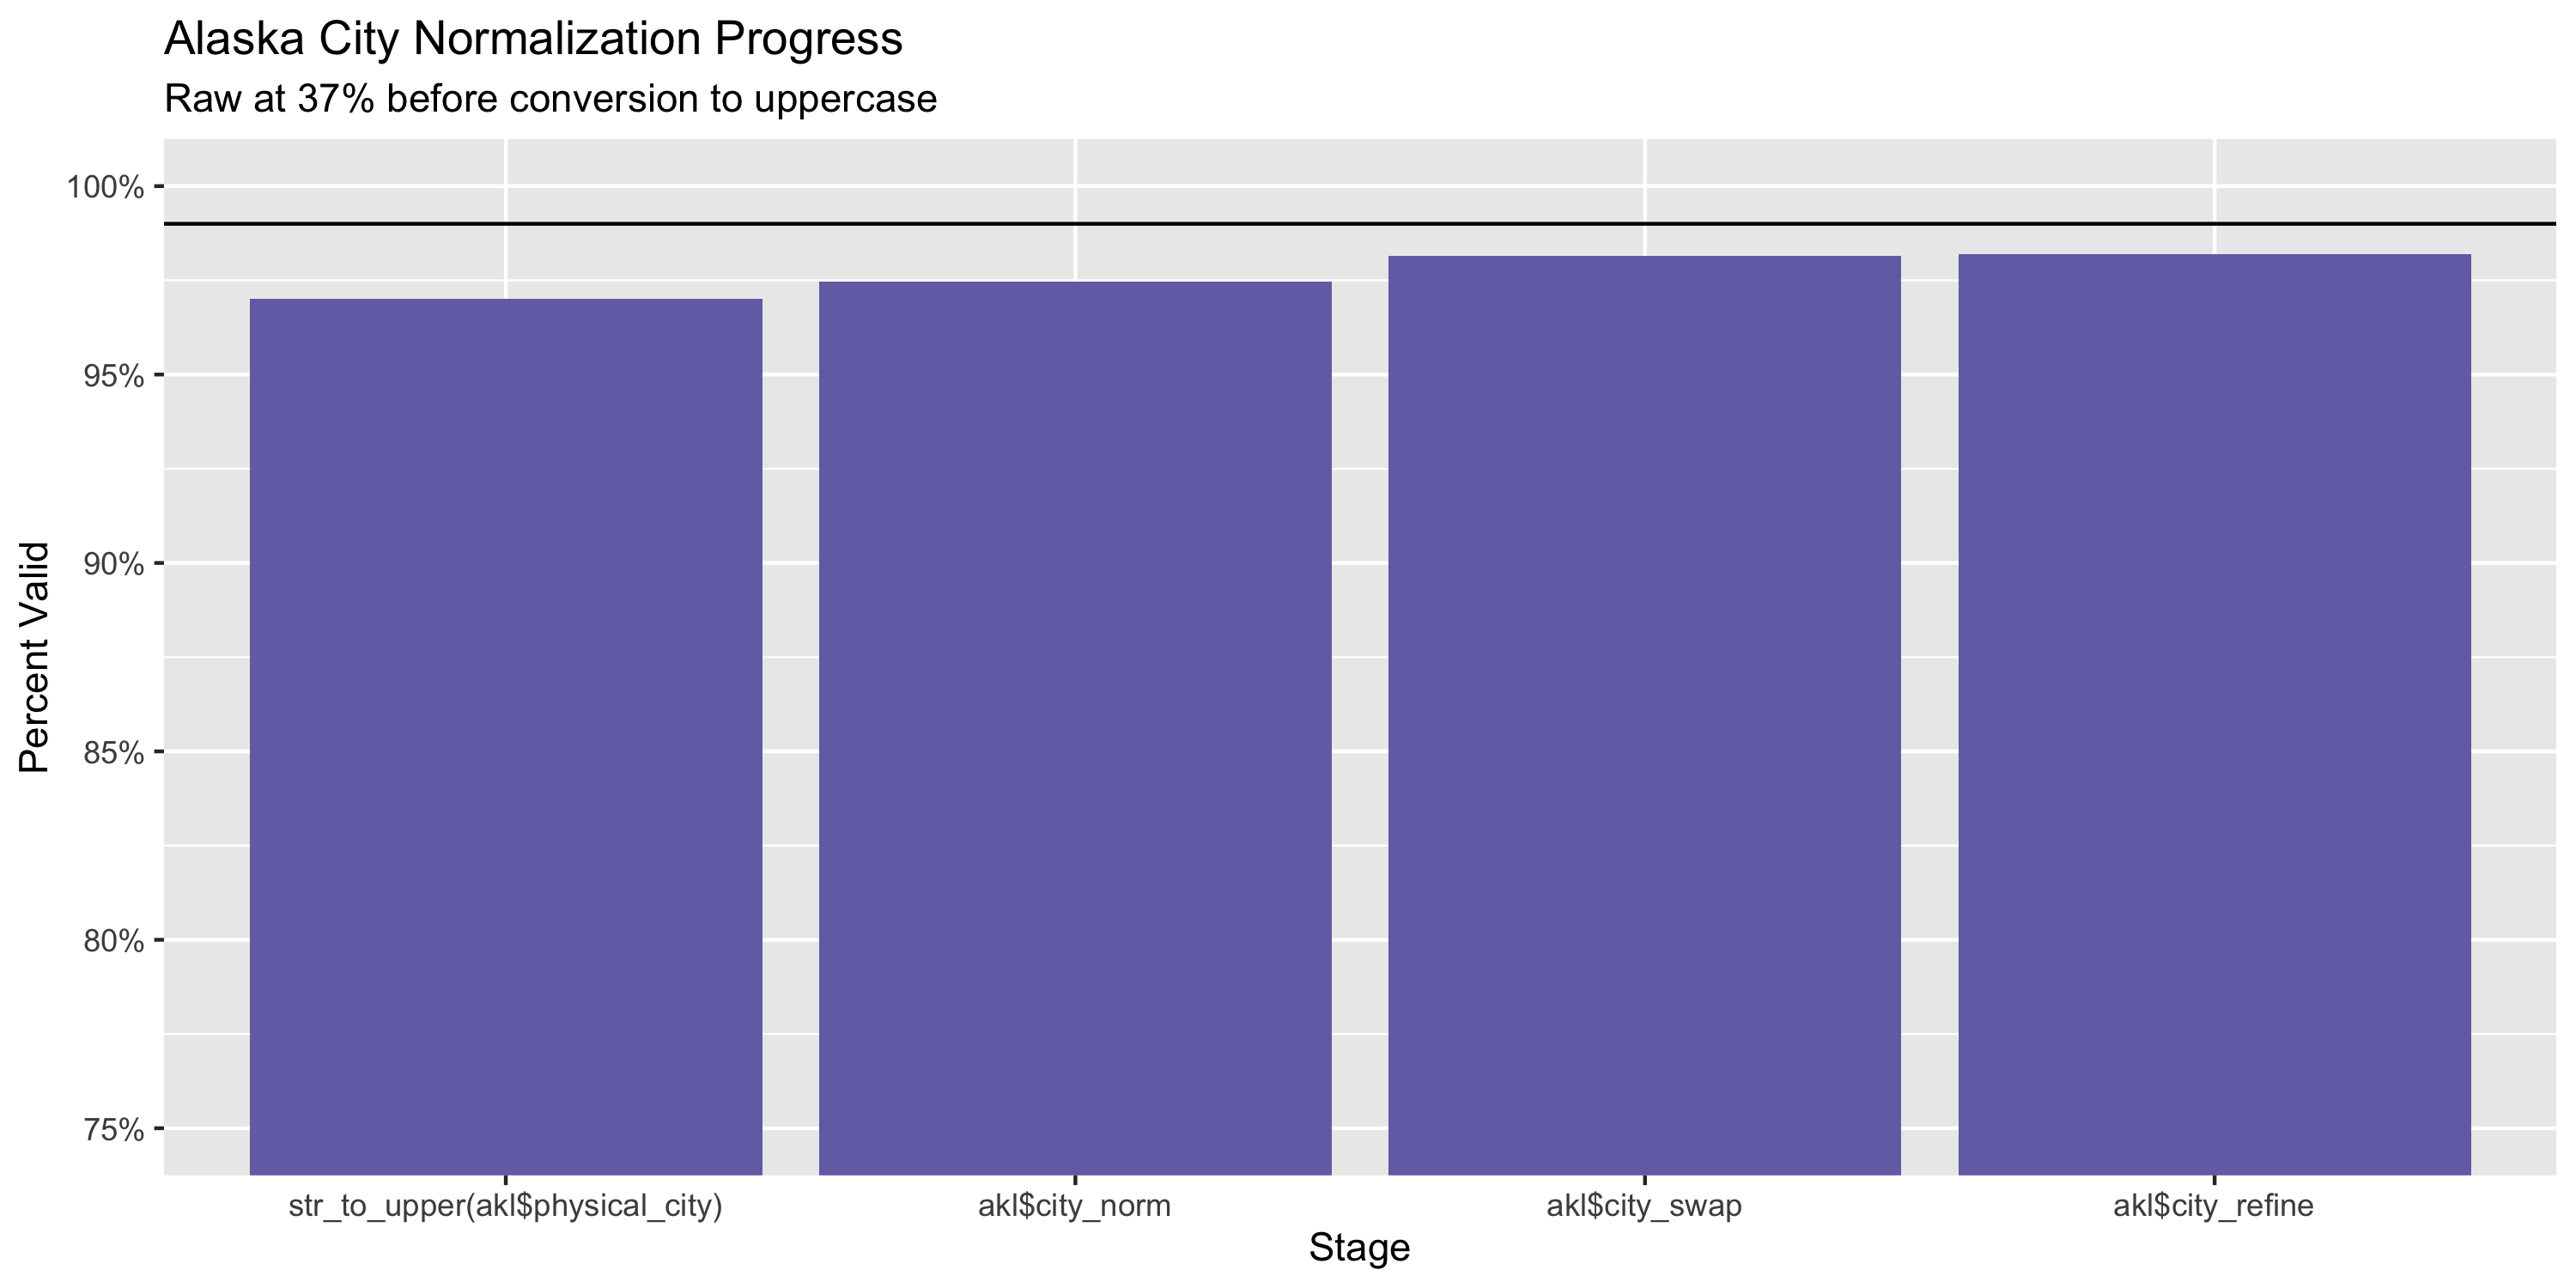 Alaska City Normalization Progress
Raw at 37% before conversion to uppercase
100%
95%
90%
85%
80%
75%
Percent Valid
str_to_upper(akl$physical_city)
akl$city_norm
akl$city_swap
akl$city_refine
Stage